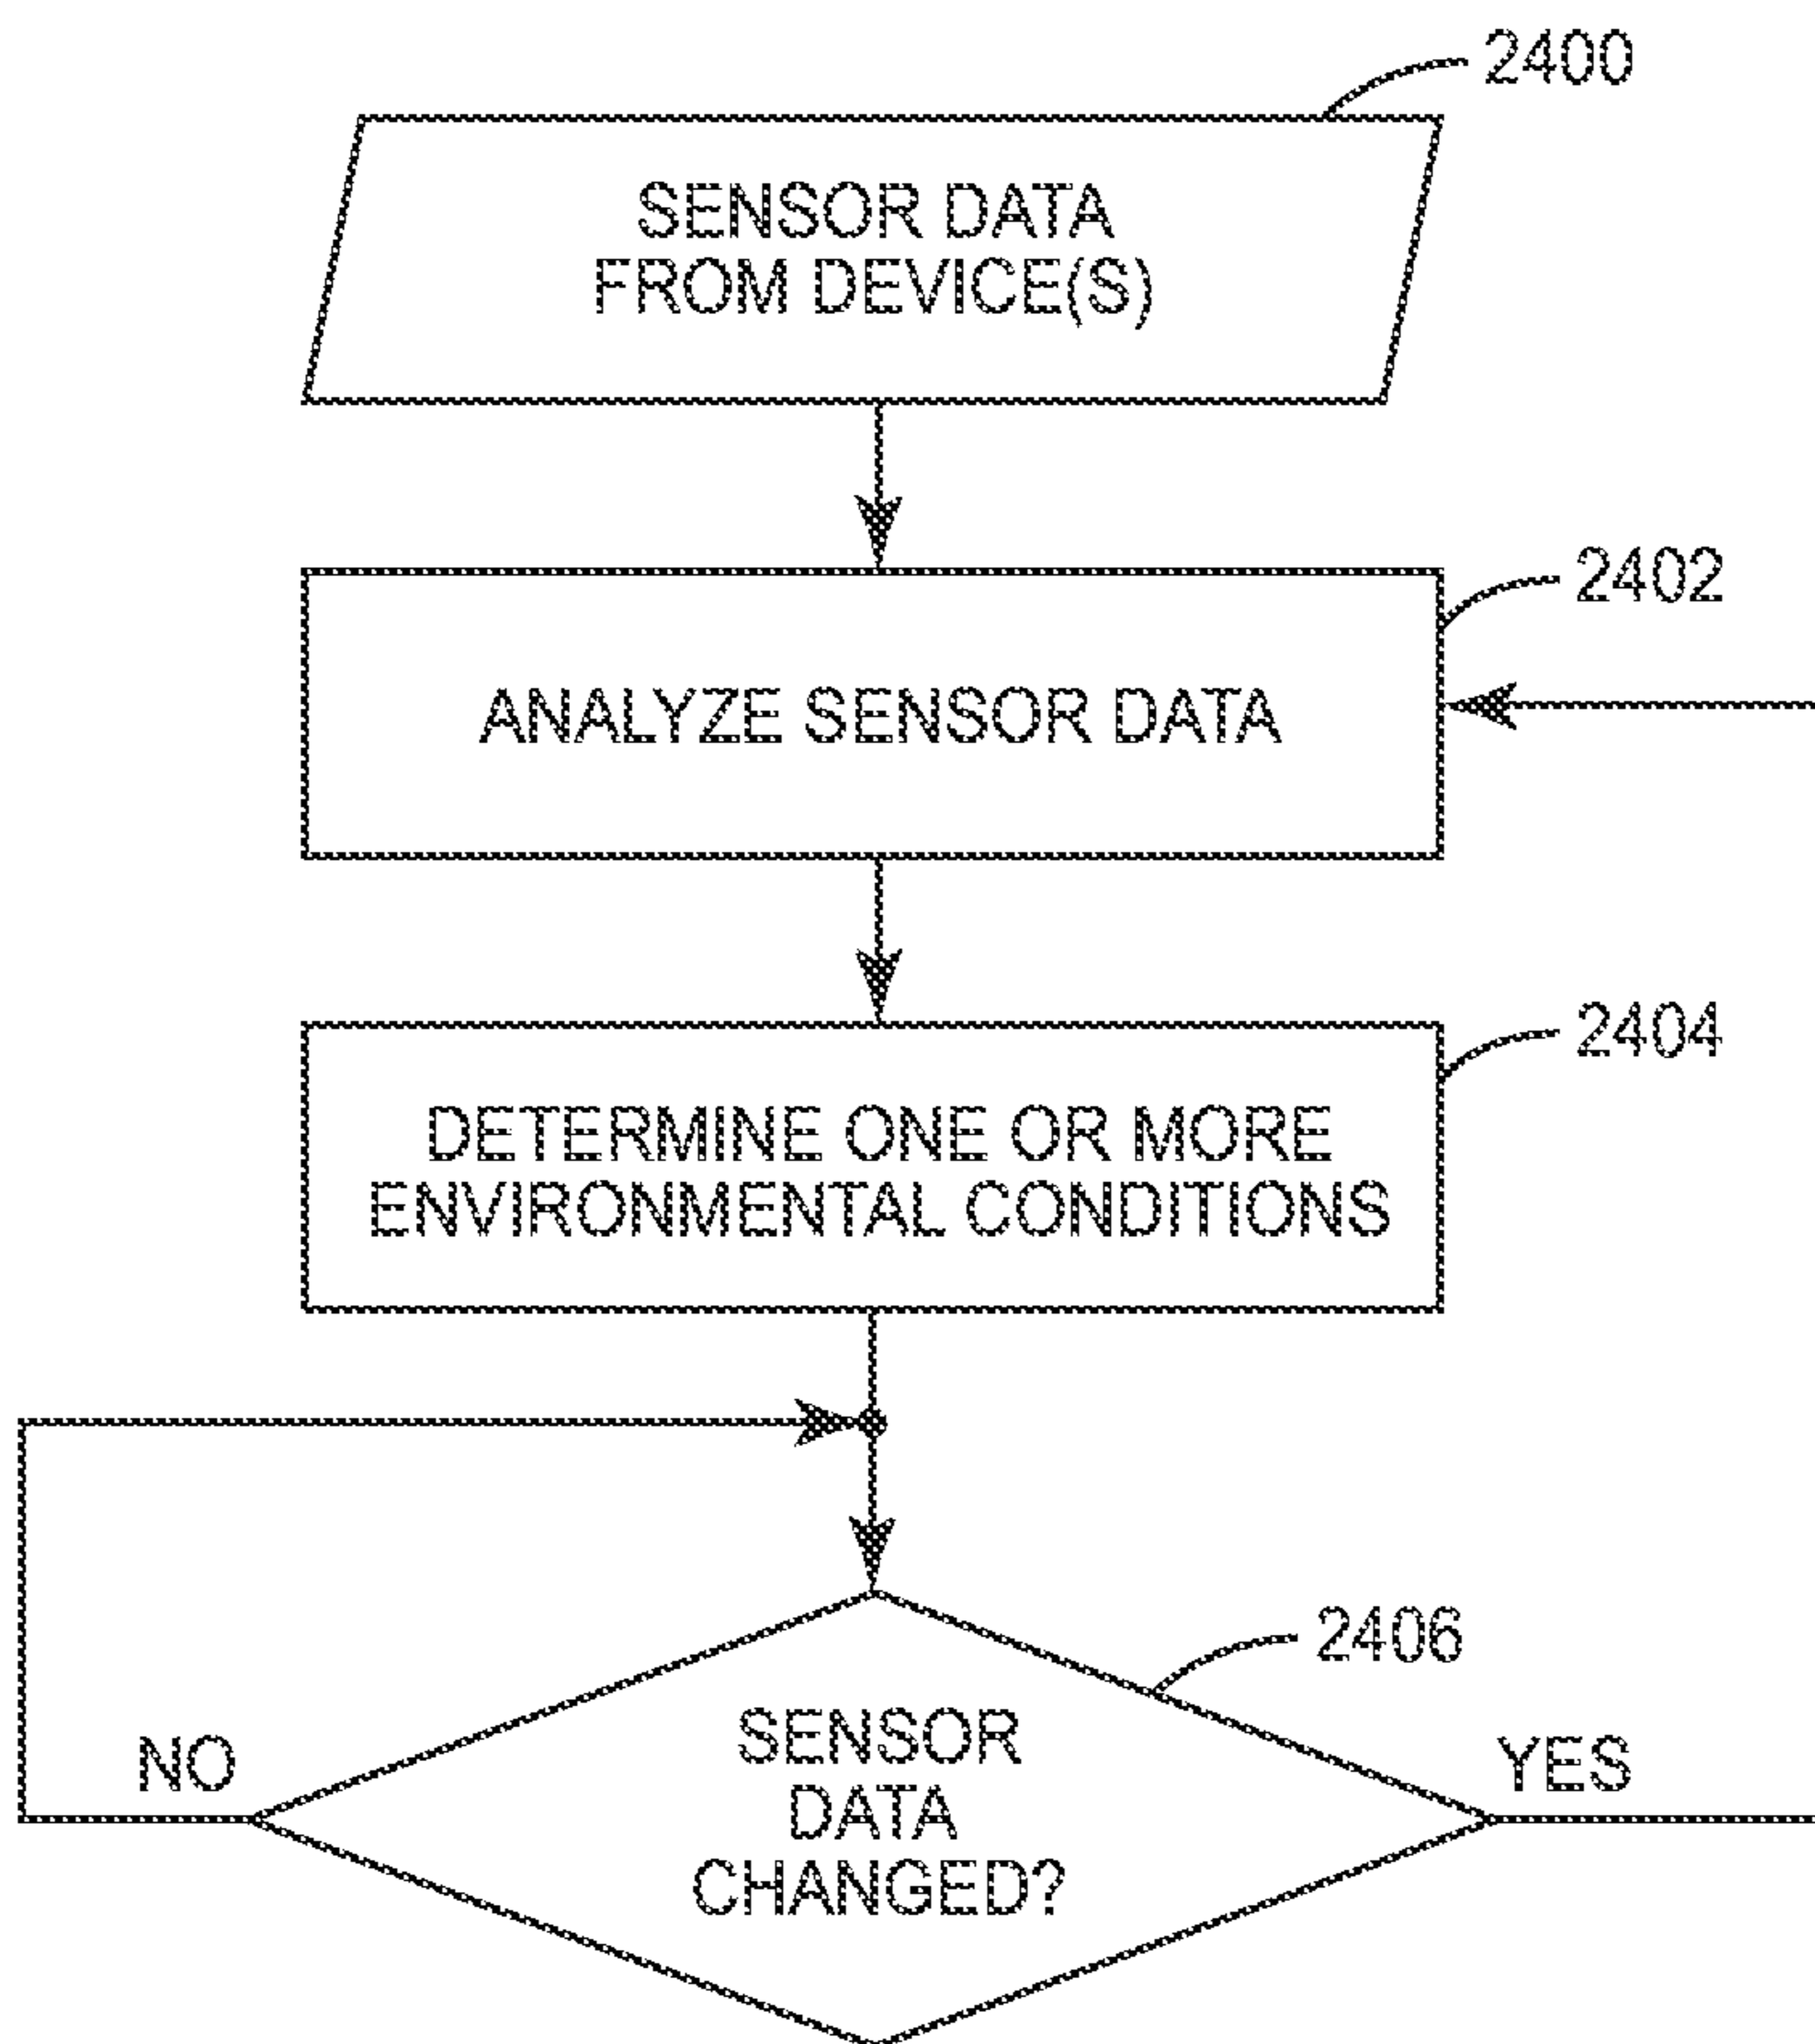 2400
SENSOR DATA
FROM DEVICE(S)
2402
ANALYZE SENSOR DATA
2404
DETERMINE ONE OR MORE
ENVIRONMENTAL CONDITIONS
2406
NO
SENSOR
DATA
CHANGED?
YES